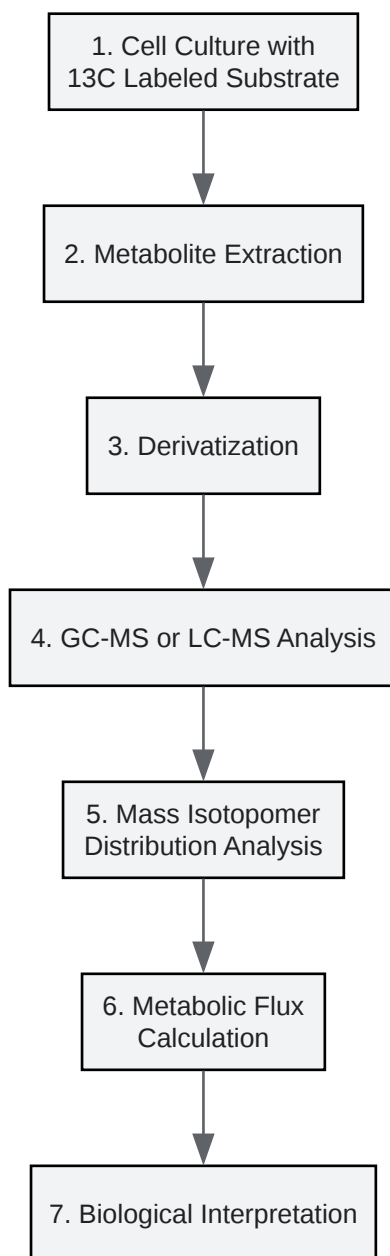 1. Cell Culture with
13C Labeled Substrate
2. Metabolite Extraction
3. Derivatization
4. GC-MS or LC-MS Analysis
5. Mass Isotopomer
Distribution Analysis
6. Metabolic Flux
Calculation
7. Biological Interpretation